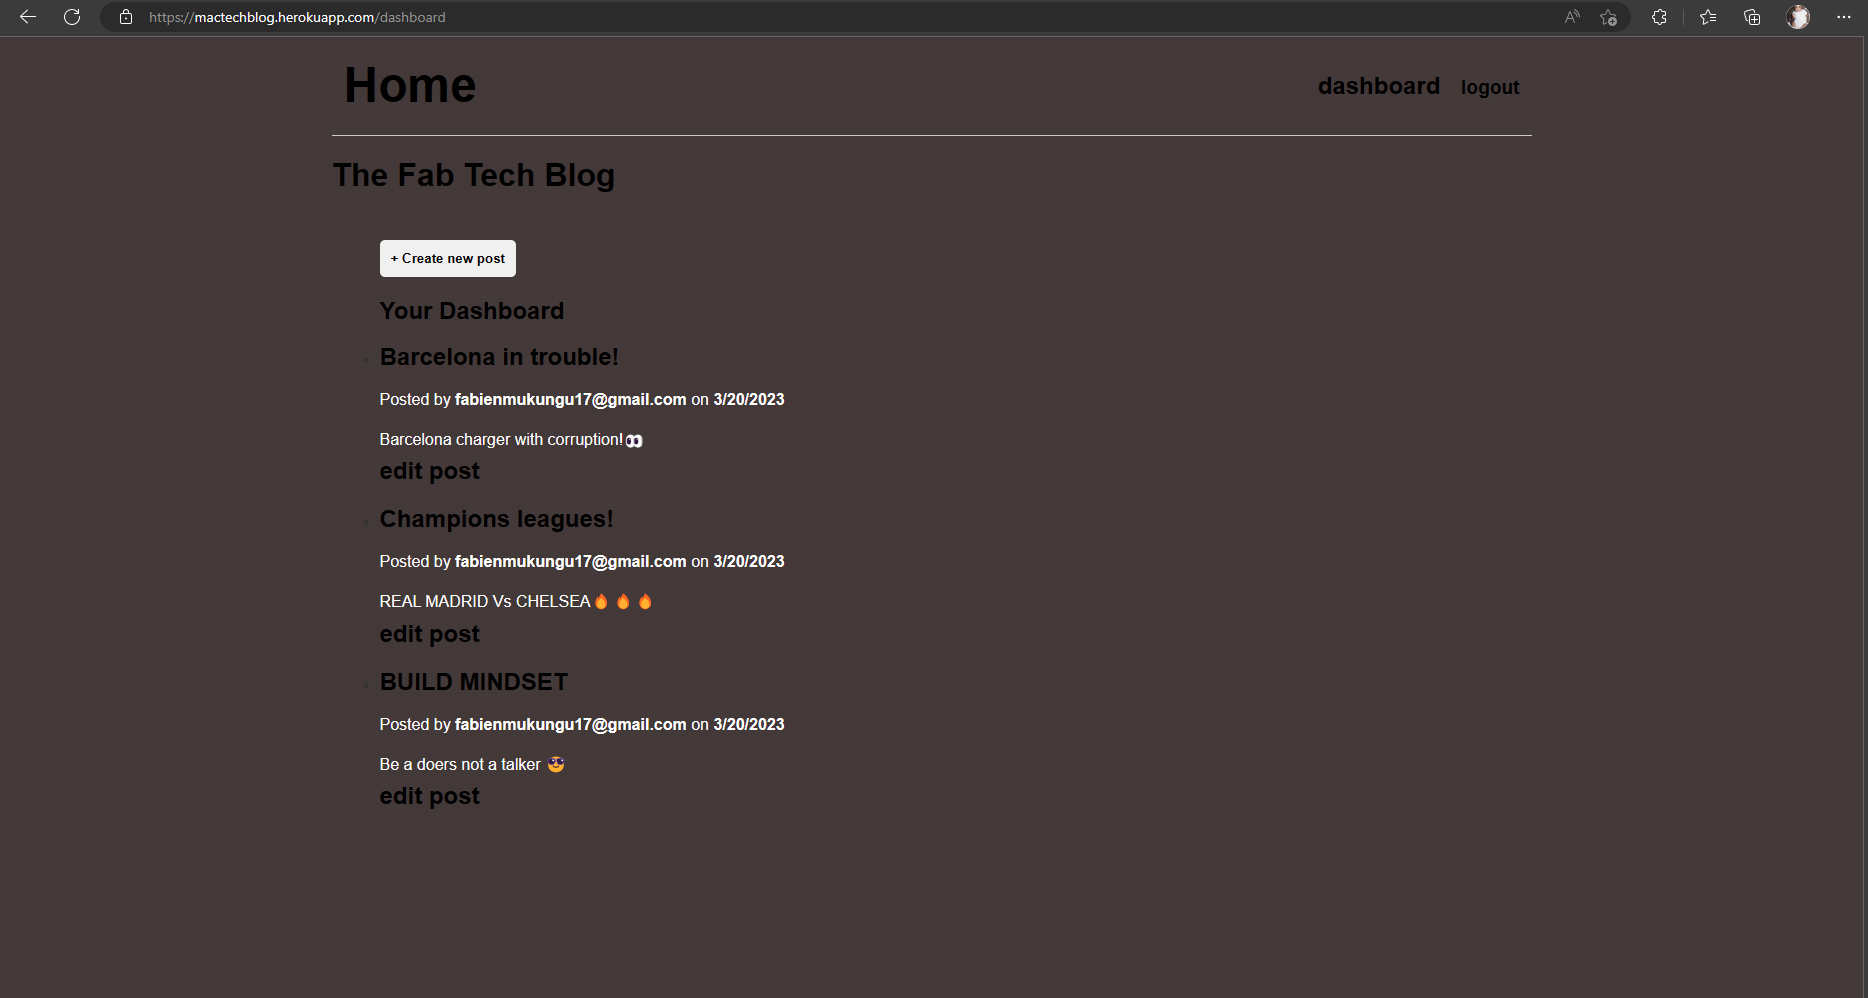 https://mactechblog.herokuapp.com/dashboard
Home
dashboard logout
The Fab Tech Blog
+ Create new post
Your Dashboard
Barcelona in trouble!
Posted by fabienmukungu17@gmail.com on 3/20/2023
Barcelona charger with corruption!👀
edit post
Champions leagues!
Posted by fabienmukungu17@gmail.com on 3/20/2023
REAL MADRID Vs CHELSEA🔥 🔥 🔥
edit post
BUILD MINDSET
Posted by fabienmukungu17@gmail.com on 3/20/2023
Be a doers not a talker 😎
edit post